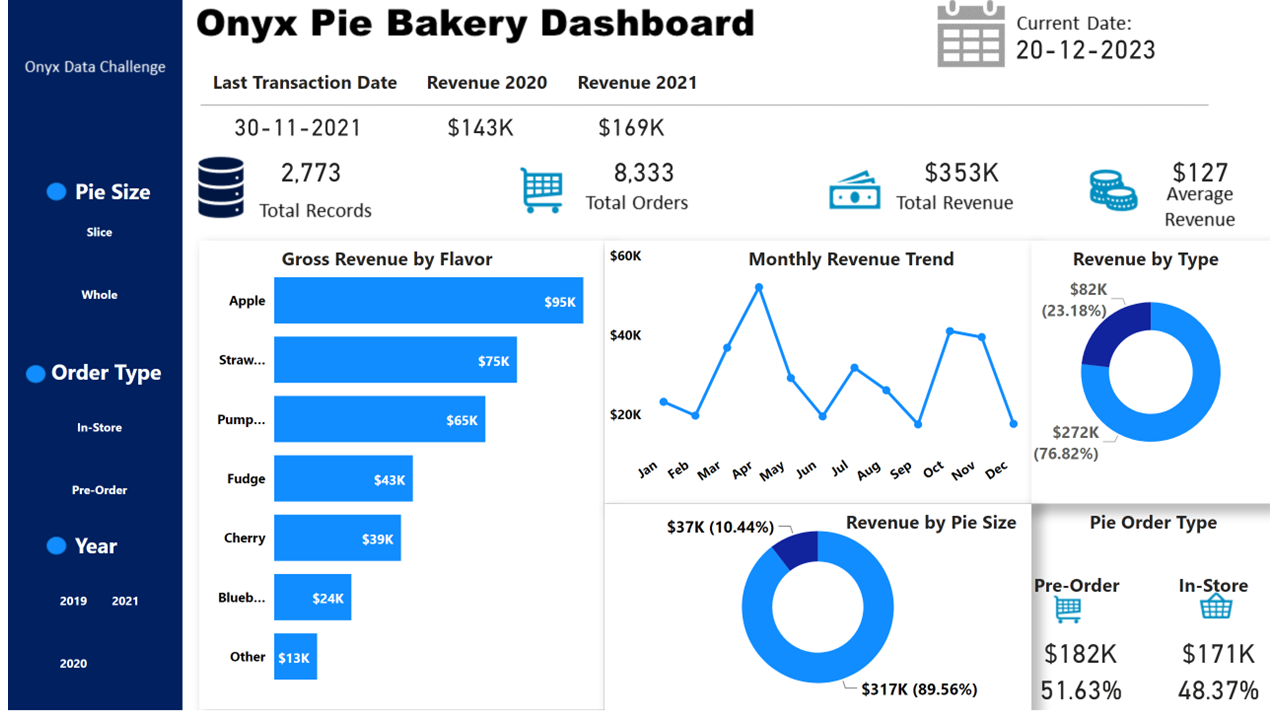 Onyx Pie Bakery Dashboard
Current Date:
20-12-2023
Onyx Data Challenge
Last Transaction Date Revenue 2020 Revenue 2021
30-11-2021 $143K $169K
2,773
Total Records
8,333
Total Orders
$353K
Total Revenue
$127
Average
Revenue
Pie Size
Slice
Whole
Order Type
In-Store
Pre-Order
Year
2019 2021
2020
Gross Revenue by Flavor
Apple $95K
Straw... $75K
Pump... $65K
Fudge $43K
Cherry $39K
Blueb... $24K
Other $13K
Monthly Revenue Trend
$60K
$40K
$20K
Jan Feb Mar Apr May Jun Jul Aug Sep Oct Nov Dec
Revenue by Type
$82K
(23.18%)
$272K
(76.82%)
Revenue by Pie Size
$37K (10.44%)
$317K (89.56%)
Pie Order Type
Pre-Order In-Store
$182K $171K
51.63% 48.37%